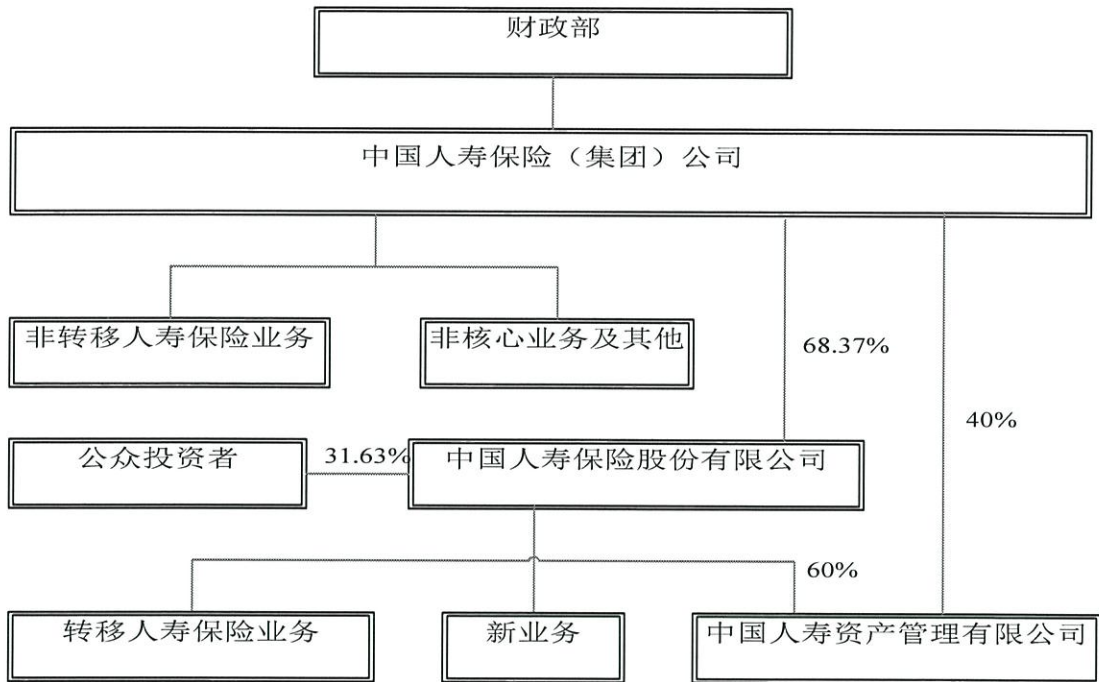 财政部
中国人寿保险（集团）公司
非转移人寿保险业务
非核心业务及其他
68.37%
40%
公众投资者
31.63%
中国人寿保险股份有限公司
60%
转移人寿保险业务
新业务
中国人寿资产管理有限公司